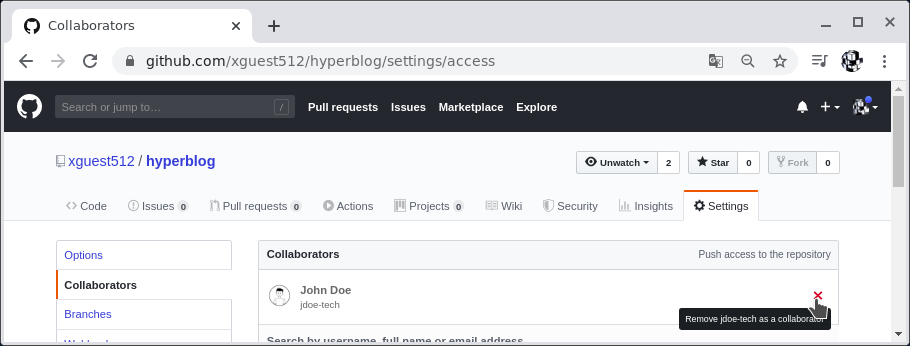 Collaborators
github.com/xguest512/hyperblog/settings/access
Search or jump to… / Pull requests Issues Marketplace Explore
xguest512 / hyperblog Unwatch 2 Star 0 Fork 0
Code Issues 0 Pull requests 0 Actions Projects 0 Wiki Security Insights Settings
Options
Collaborators
Branches
Collaborators Push access to the repository
John Doe
jdoe-tech
Remove jdoe-tech as a collaborator
Search by username, full name or email address